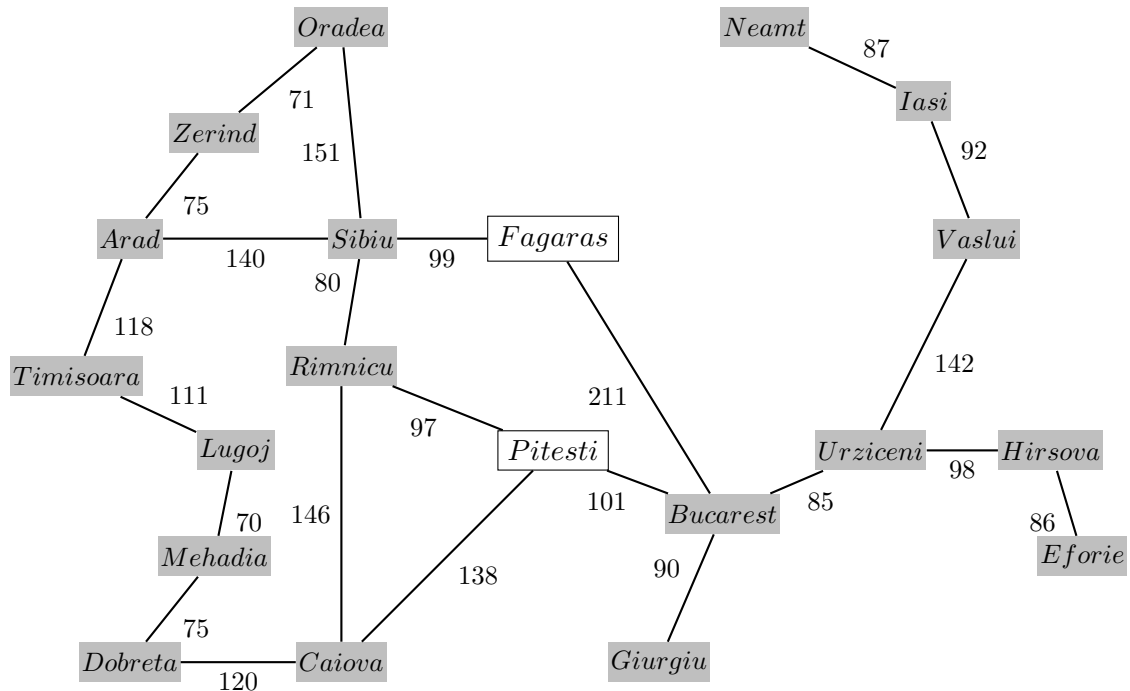 Oradea
Neamt
87
71
Iasi
Zerind
151
92
75
Arad
140
Sibiu
99
Fagaras
Vaslui
80
118
Rimnicu
Timisoara
111
142
211
97
Lugoj
Pitesti
Urziceni
98
Hirsova
101
85
Bucarest
70
146
86
Mehadia
90
Eforie
138
75
Dobreta
120
Caiova
Giurgiu